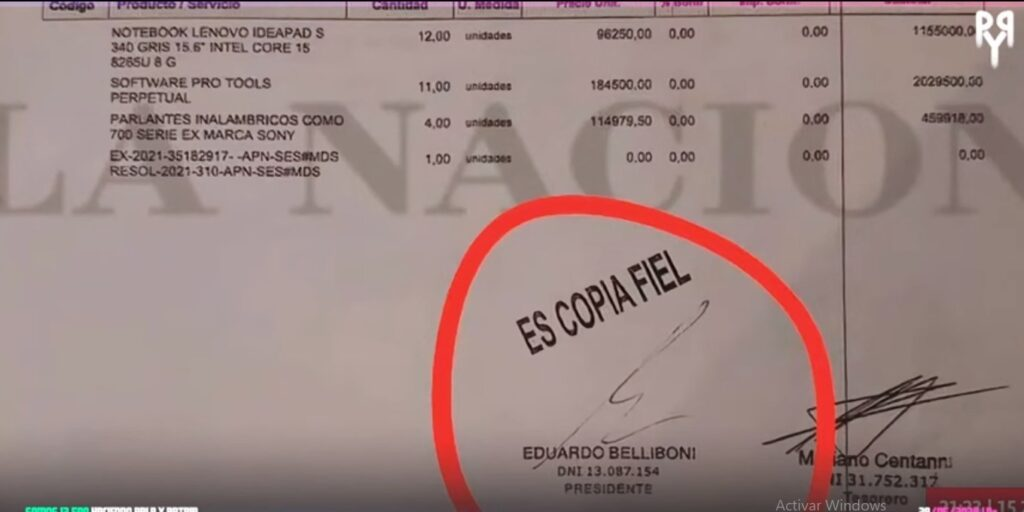 Código Producto / Servicio Cantidad U. Medida Precio Unit. % Bonif
NOTEBOOK LENOVO IDEAPAD S 12,00 unidades 96250,00 0,00 0,00 1155000,00
340 GRIS 15.6" INTEL CORE 15
8265U 8 G
SOFTWARE PRO TOOLS 11,00 unidades 184500,00 0,00 0,00 2029500,00
PERPETUAL
PARLANTES INALAMBRICOS COMO 4,00 unidades 114979,50 0,00 0,00 459918,00
700 SERIE EX MARCA SONY
EX-2021-35182917- -APN-SES#MDS 1,00 unidades 0,00 0,00 0,00 0,00
RESOL-2021-310-APN-SES#MDS
LA NACION
ES COPIA FIEL
EDUARDO BELLIBONI
DNI 13.087.154
PRESIDENTE
Mariano Centanni
DNI 31.752.317
Tesorero
Activar Windows